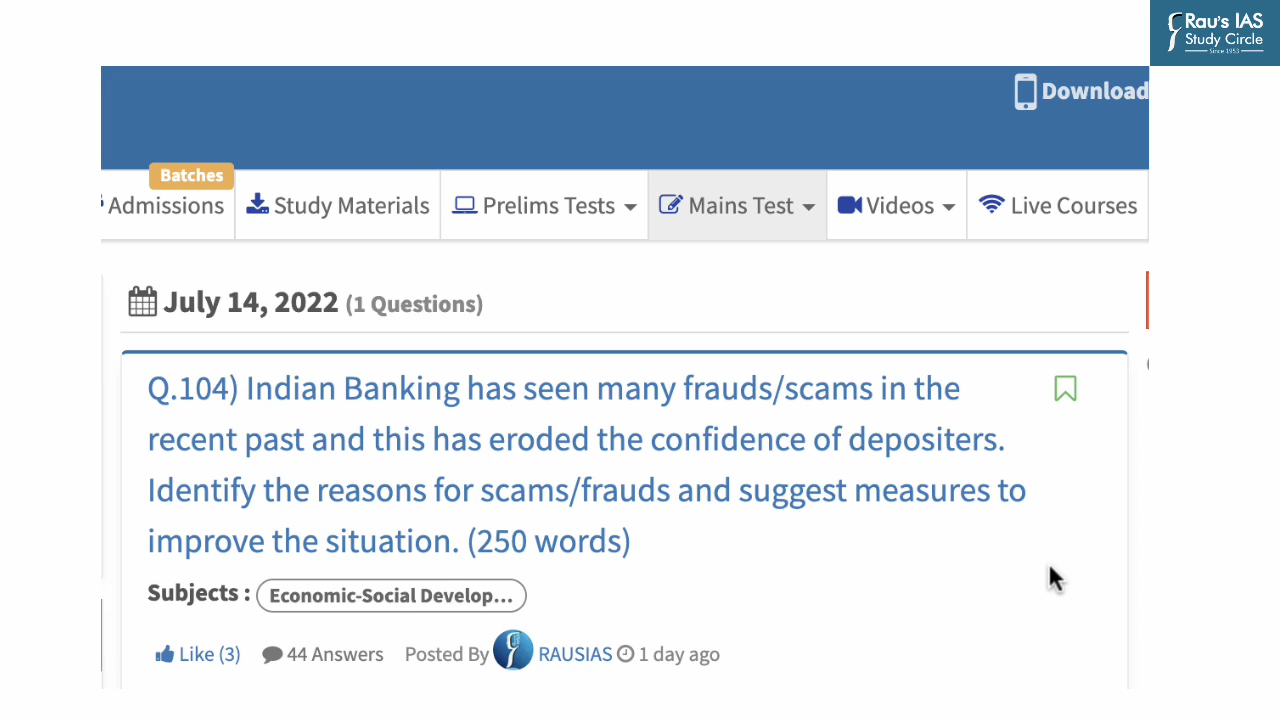 Rau's IAS
Study Circle
Since 1953
Download
Batches
Admissions
Study Materials
Prelims Tests
Mains Test
Videos
Live Courses
July 14, 2022 (1 Questions)
Q.104) Indian Banking has seen many frauds/scams in the
recent past and this has eroded the confidence of depositers.
Identify the reasons for scams/frauds and suggest measures to
improve the situation. (250 words)
Subjects : Economic-Social Develop...
Like (3) 44 Answers Posted By RAUSIAS 1 day ago